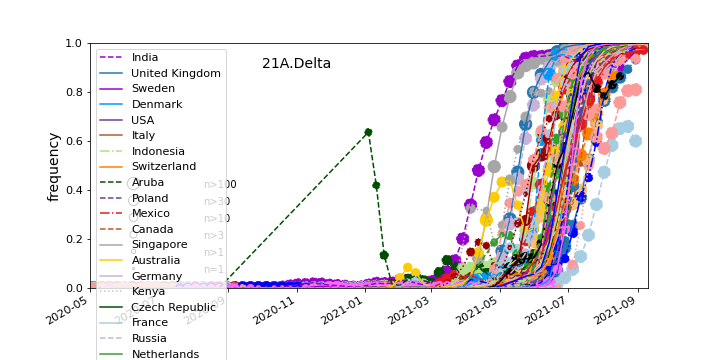 21A.Delta
frequency
1.0
0.8
0.6
0.4
0.2
0.0
India
United Kingdom
Sweden
Denmark
USA
Italy
Indonesia
Switzerland
Aruba
Poland
Mexico
Canada
Singapore
Australia
Germany
Kenya
Czech Republic
France
Russia
Netherlands
n>100
n>30
n>10
n>3
n>1
n=1
2020-05
2020-09
2020-11
2021-01
2021-03
2021-05
2021-07
2021-09